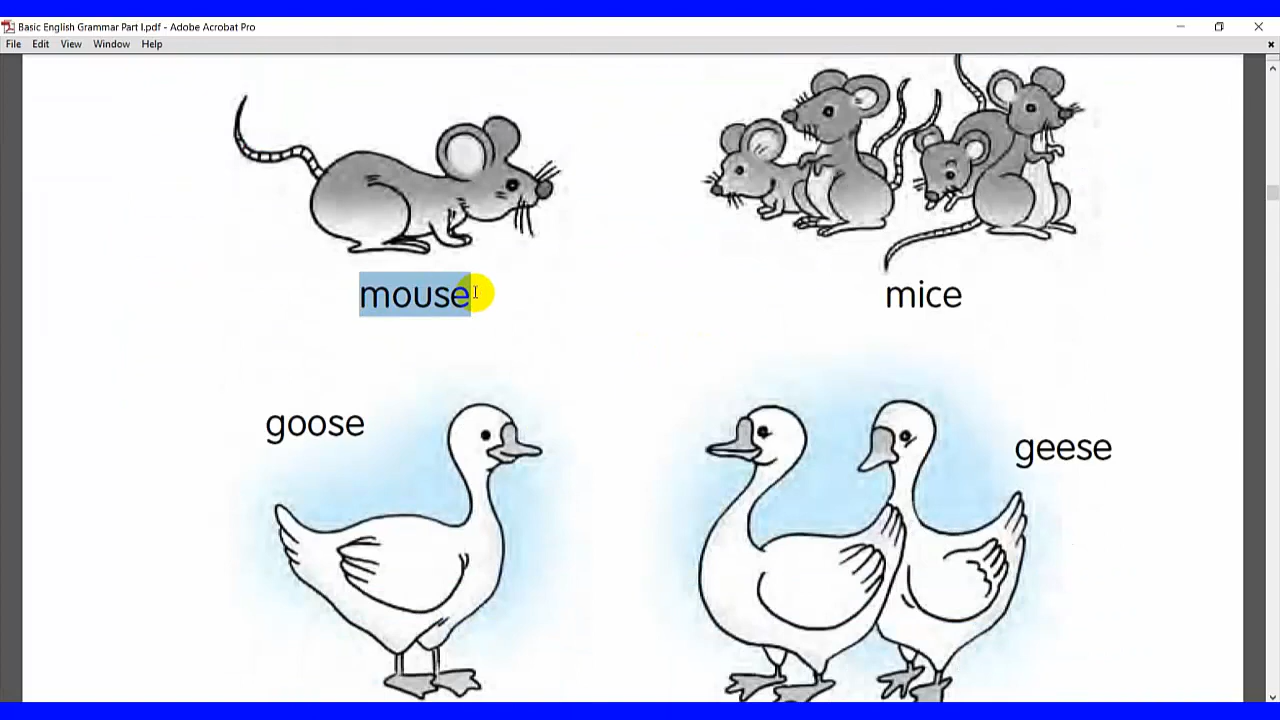 Basic English Grammar Part I.pdf - Adobe Acrobat Pro
File Edit View Window Help
mouse
mice
goose
geese